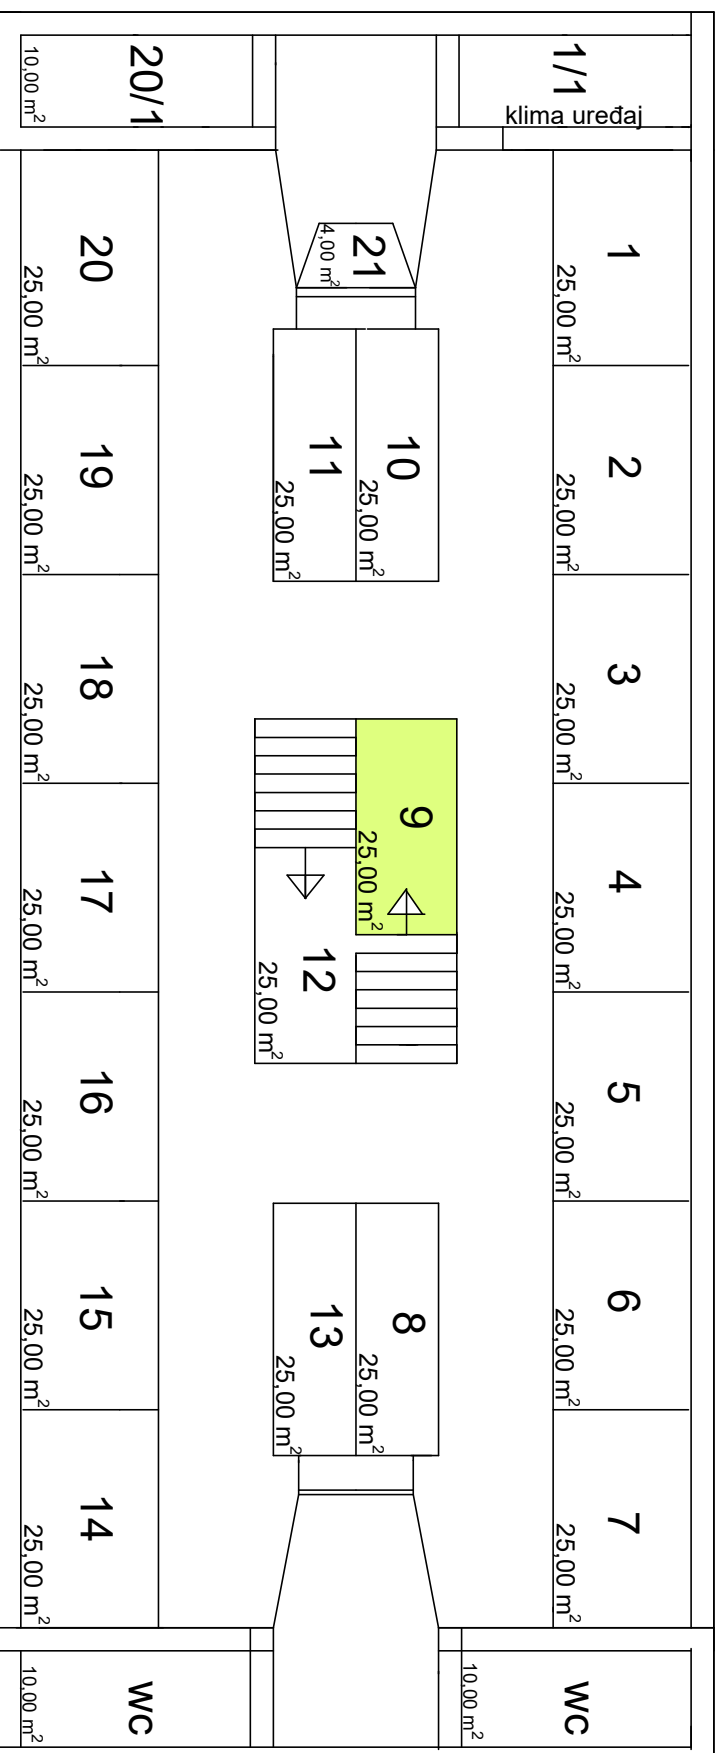 20/1
10,00 m²
1/1
klima uređaj
21
4,00 m²
20
25,00 m²
1
25,00 m²
19
25,00 m²
11
25,00 m²
10
25,00 m²
2
25,00 m²
18
25,00 m²
3
25,00 m²
17
25,00 m²
12
25,00 m²
9
25,00 m²
4
25,00 m²
16
25,00 m²
5
25,00 m²
15
25,00 m²
13
25,00 m²
8
25,00 m²
6
25,00 m²
14
25,00 m²
7
25,00 m²
wc
10,00 m²
wc
10,00 m²